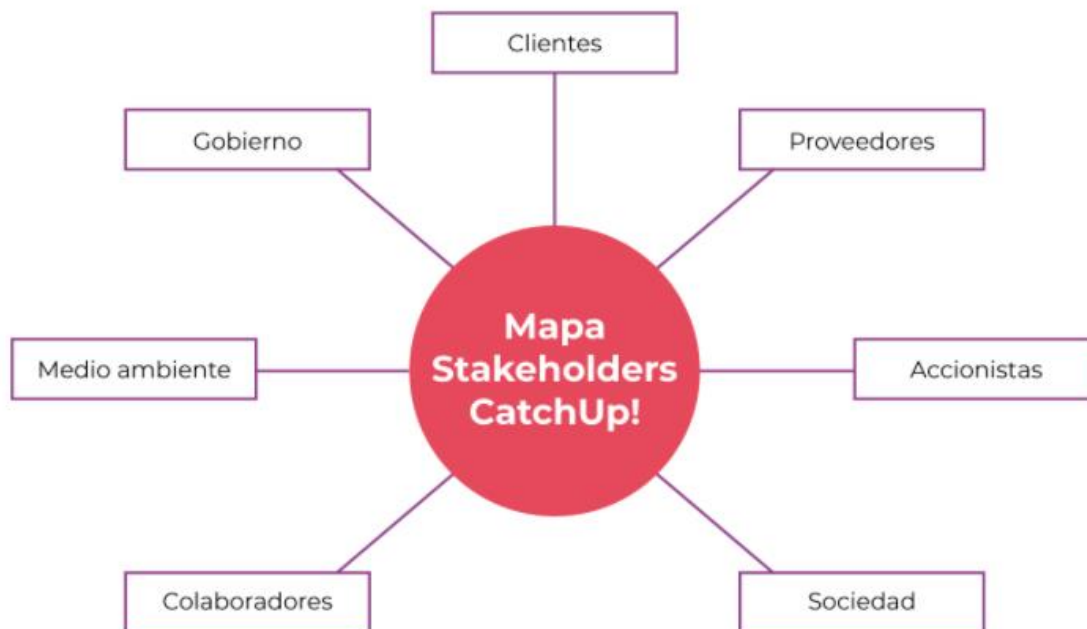 Clientes
Gobierno
Proveedores
Mapa
Stakeholders
CatchUp!
Medio ambiente
Accionistas
Colaboradores
Sociedad